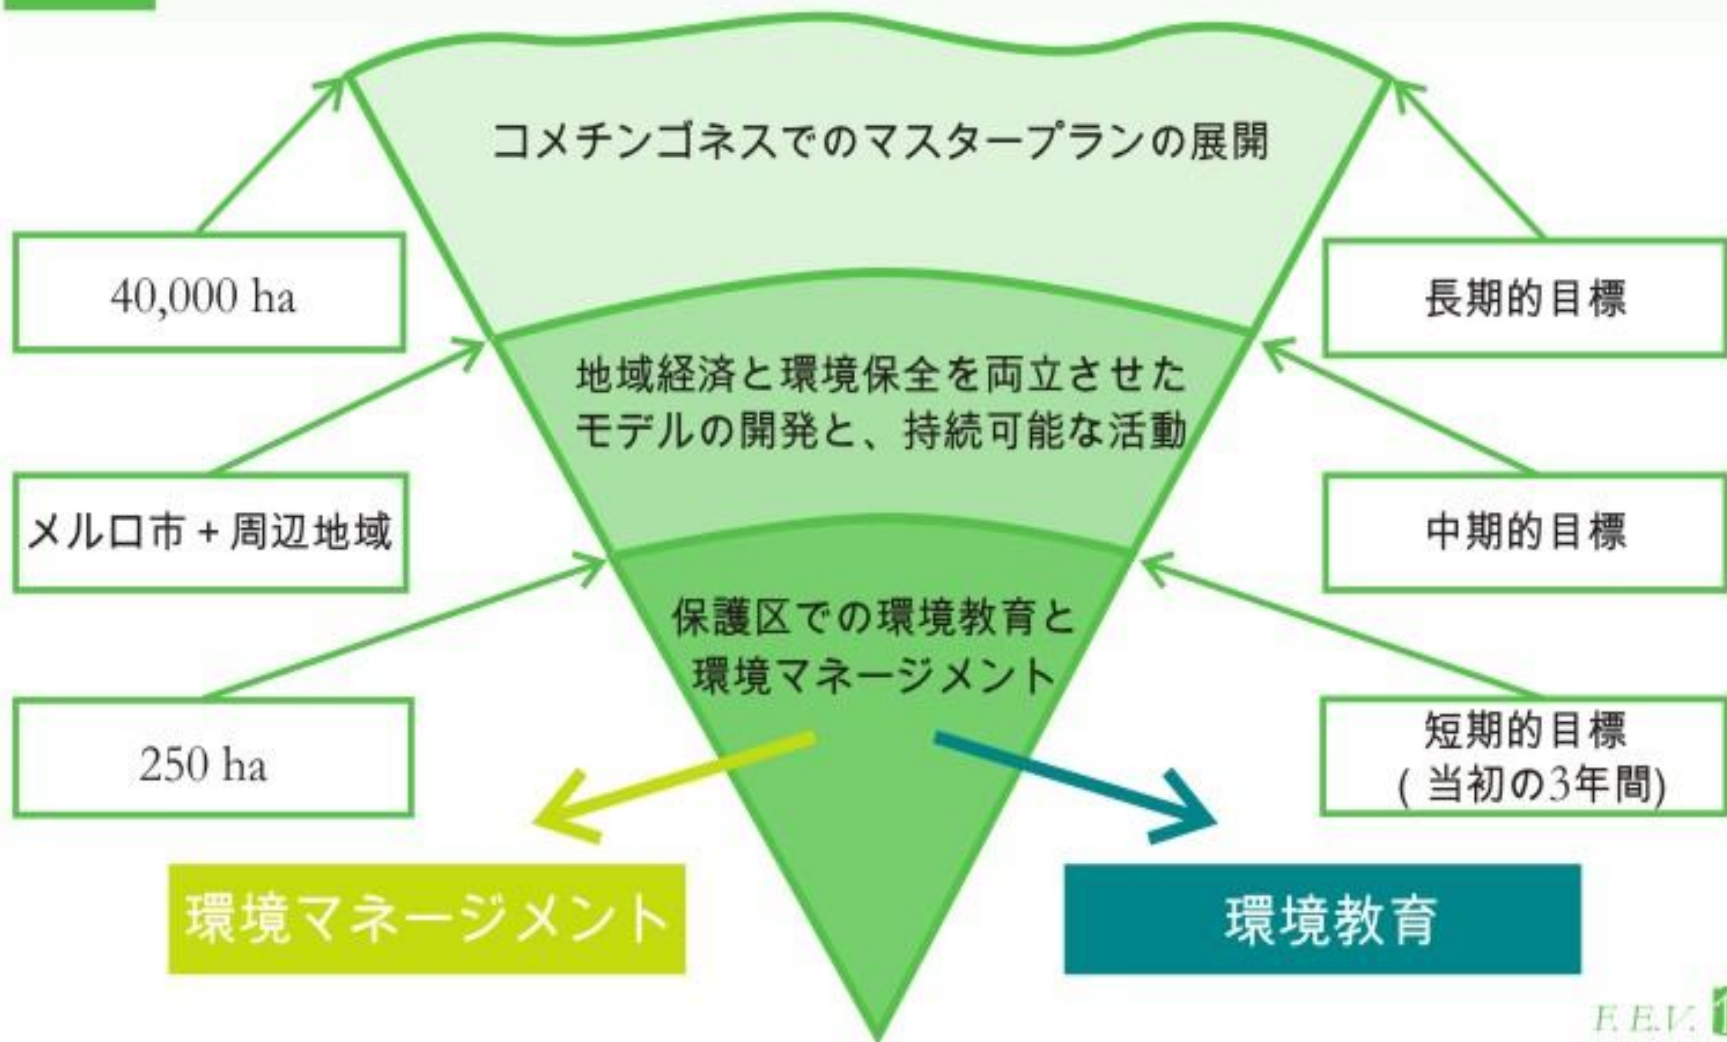 コメチンゴネスでのマスタープランの展開
40,000 ha
長期的目標
地域経済と環境保全を両立させた
モデルの開発と、持続可能な活動
メルロ市 + 周辺地域
中期的目標
保護区での環境教育と
環境マネージメント
250 ha
短期的目標
( 当初の3年間)
環境マネージメント
環境教育
F. E.V.